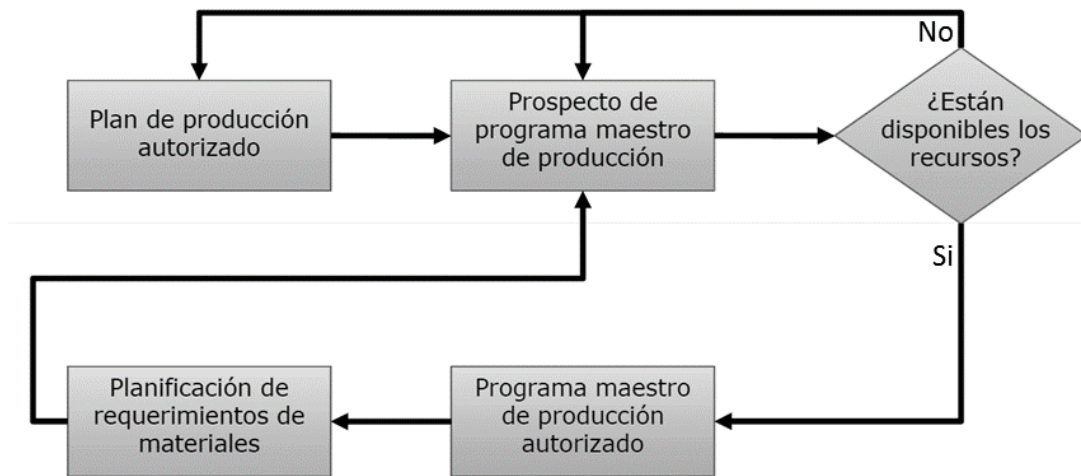 No
Plan de producción
autorizado
Prospecto de
programa maestro
de producción
¿Están
disponibles los
recursos?
Si
Planificación de
requerimientos de
materiales
Programa maestro
de producción
autorizado